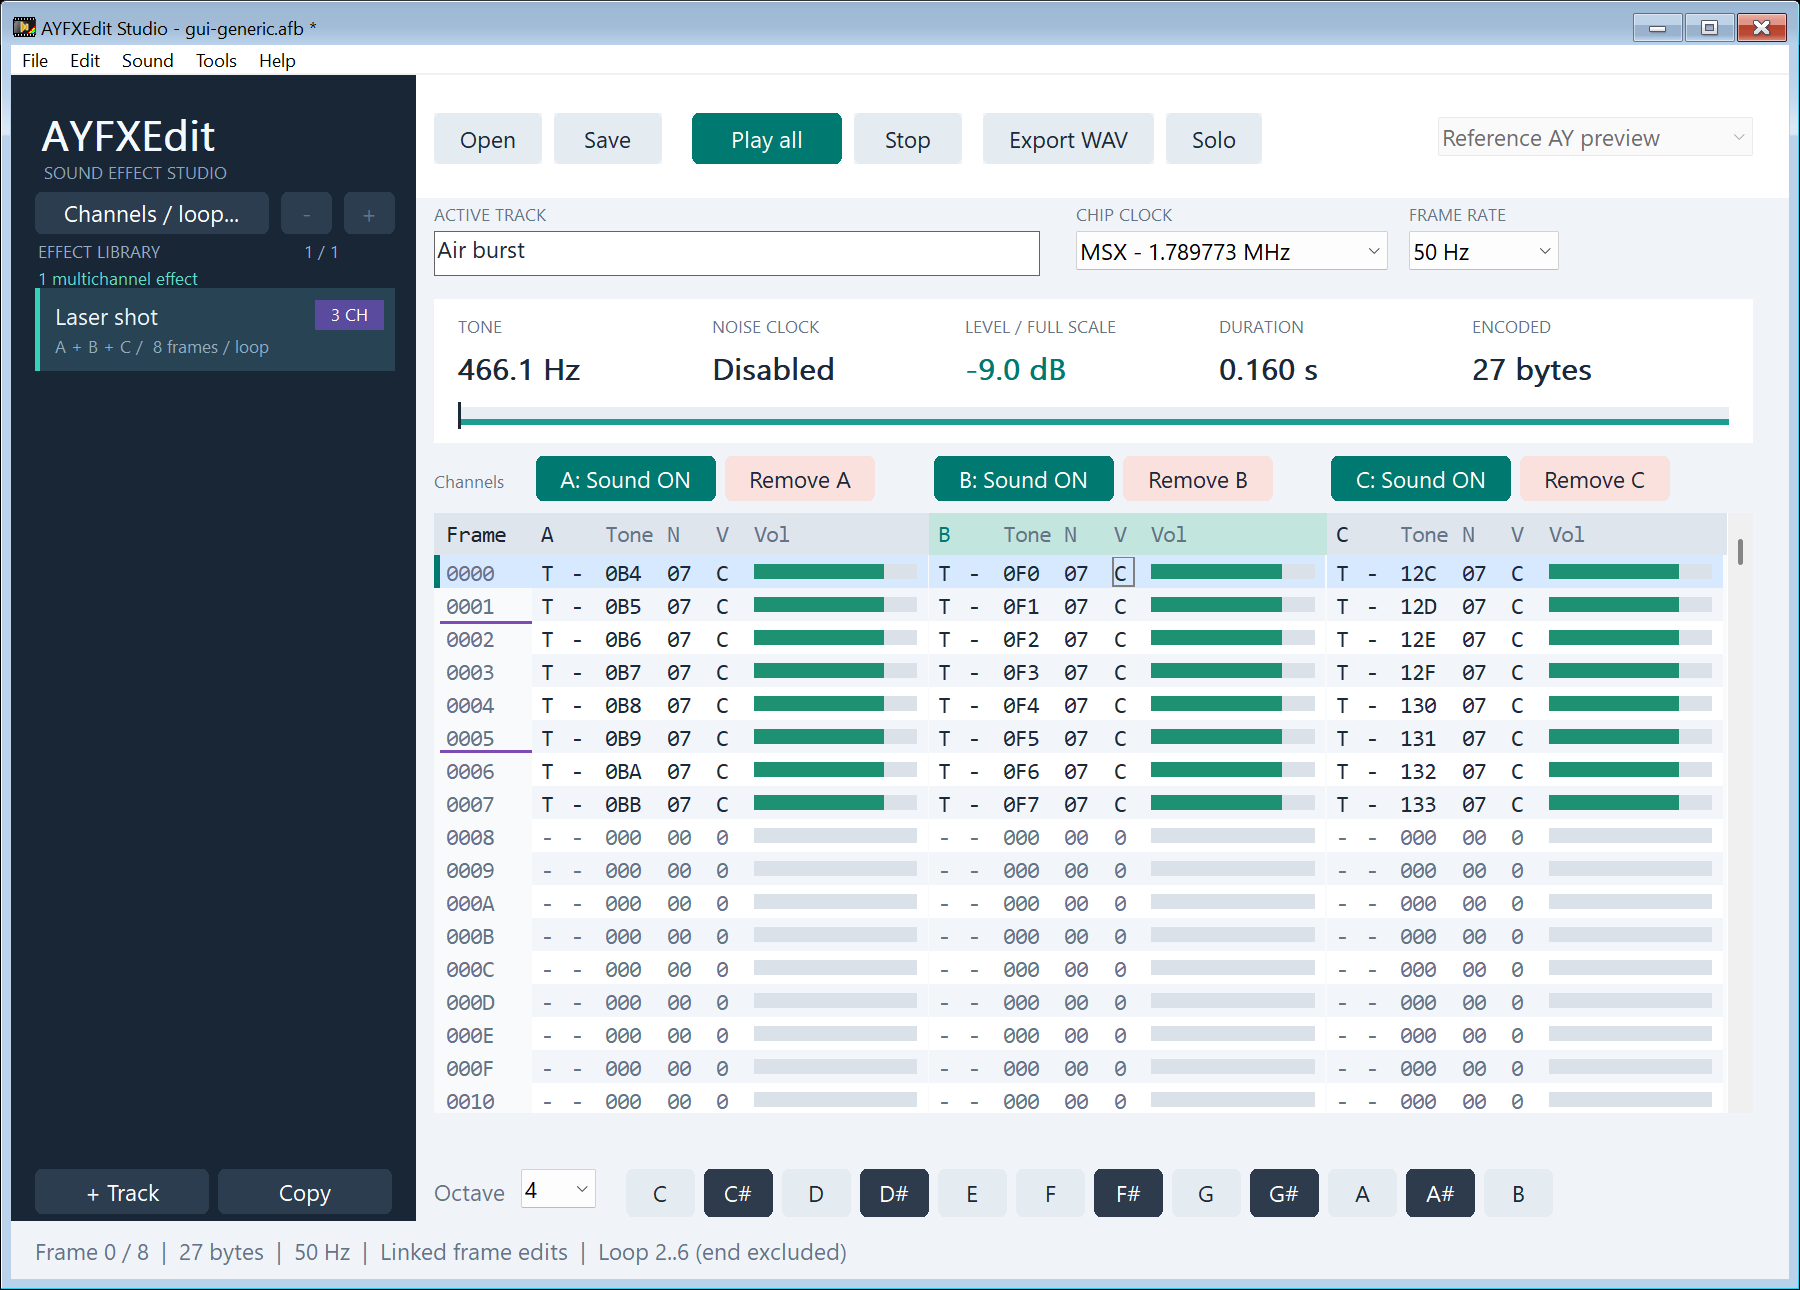 AYFXEdit Studio - gui-generic.afb *
File Edit Sound Tools Help
AYFXEdit
SOUND EFFECT STUDIO
Channels / loop... - +
EFFECT LIBRARY 1 / 1
1 multichannel effect
Laser shot 3 CH
A + B + C / 8 frames / loop
+ Track Copy
Open Save Play all Stop Export WAV Solo Reference AY preview
ACTIVE TRACK CHIP CLOCK FRAME RATE
Air burst MSX - 1.789773 MHz 50 Hz
TONE NOISE CLOCK LEVEL / FULL SCALE DURATION ENCODED
466.1 Hz Disabled -9.0 dB 0.160 s 27 bytes
Channels A: Sound ON Remove A B: Sound ON Remove B C: Sound ON Remove C
Frame A Tone N V Vol B Tone N V Vol C Tone N V Vol
0000 T - 0B4 07 C T - 0F0 07 C T - 12C 07 C
0001 T - 0B5 07 C T - 0F1 07 C T - 12D 07 C
0002 T - 0B6 07 C T - 0F2 07 C T - 12E 07 C
0003 T - 0B7 07 C T - 0F3 07 C T - 12F 07 C
0004 T - 0B8 07 C T - 0F4 07 C T - 130 07 C
0005 T - 0B9 07 C T - 0F5 07 C T - 131 07 C
0006 T - 0BA 07 C T - 0F6 07 C T - 132 07 C
0007 T - 0BB 07 C T - 0F7 07 C T - 133 07 C
0008 - - 000 00 0 - - 000 00 0 - - 000 00 0
0009 - - 000 00 0 - - 000 00 0 - - 000 00 0
000A - - 000 00 0 - - 000 00 0 - - 000 00 0
000B - - 000 00 0 - - 000 00 0 - - 000 00 0
000C - - 000 00 0 - - 000 00 0 - - 000 00 0
000D - - 000 00 0 - - 000 00 0 - - 000 00 0
000E - - 000 00 0 - - 000 00 0 - - 000 00 0
000F - - 000 00 0 - - 000 00 0 - - 000 00 0
0010 - - 000 00 0 - - 000 00 0 - - 000 00 0
Octave 4 C C# D D# E F F# G G# A A# B
Frame 0 / 8 | 27 bytes | 50 Hz | Linked frame edits | Loop 2..6 (end excluded)